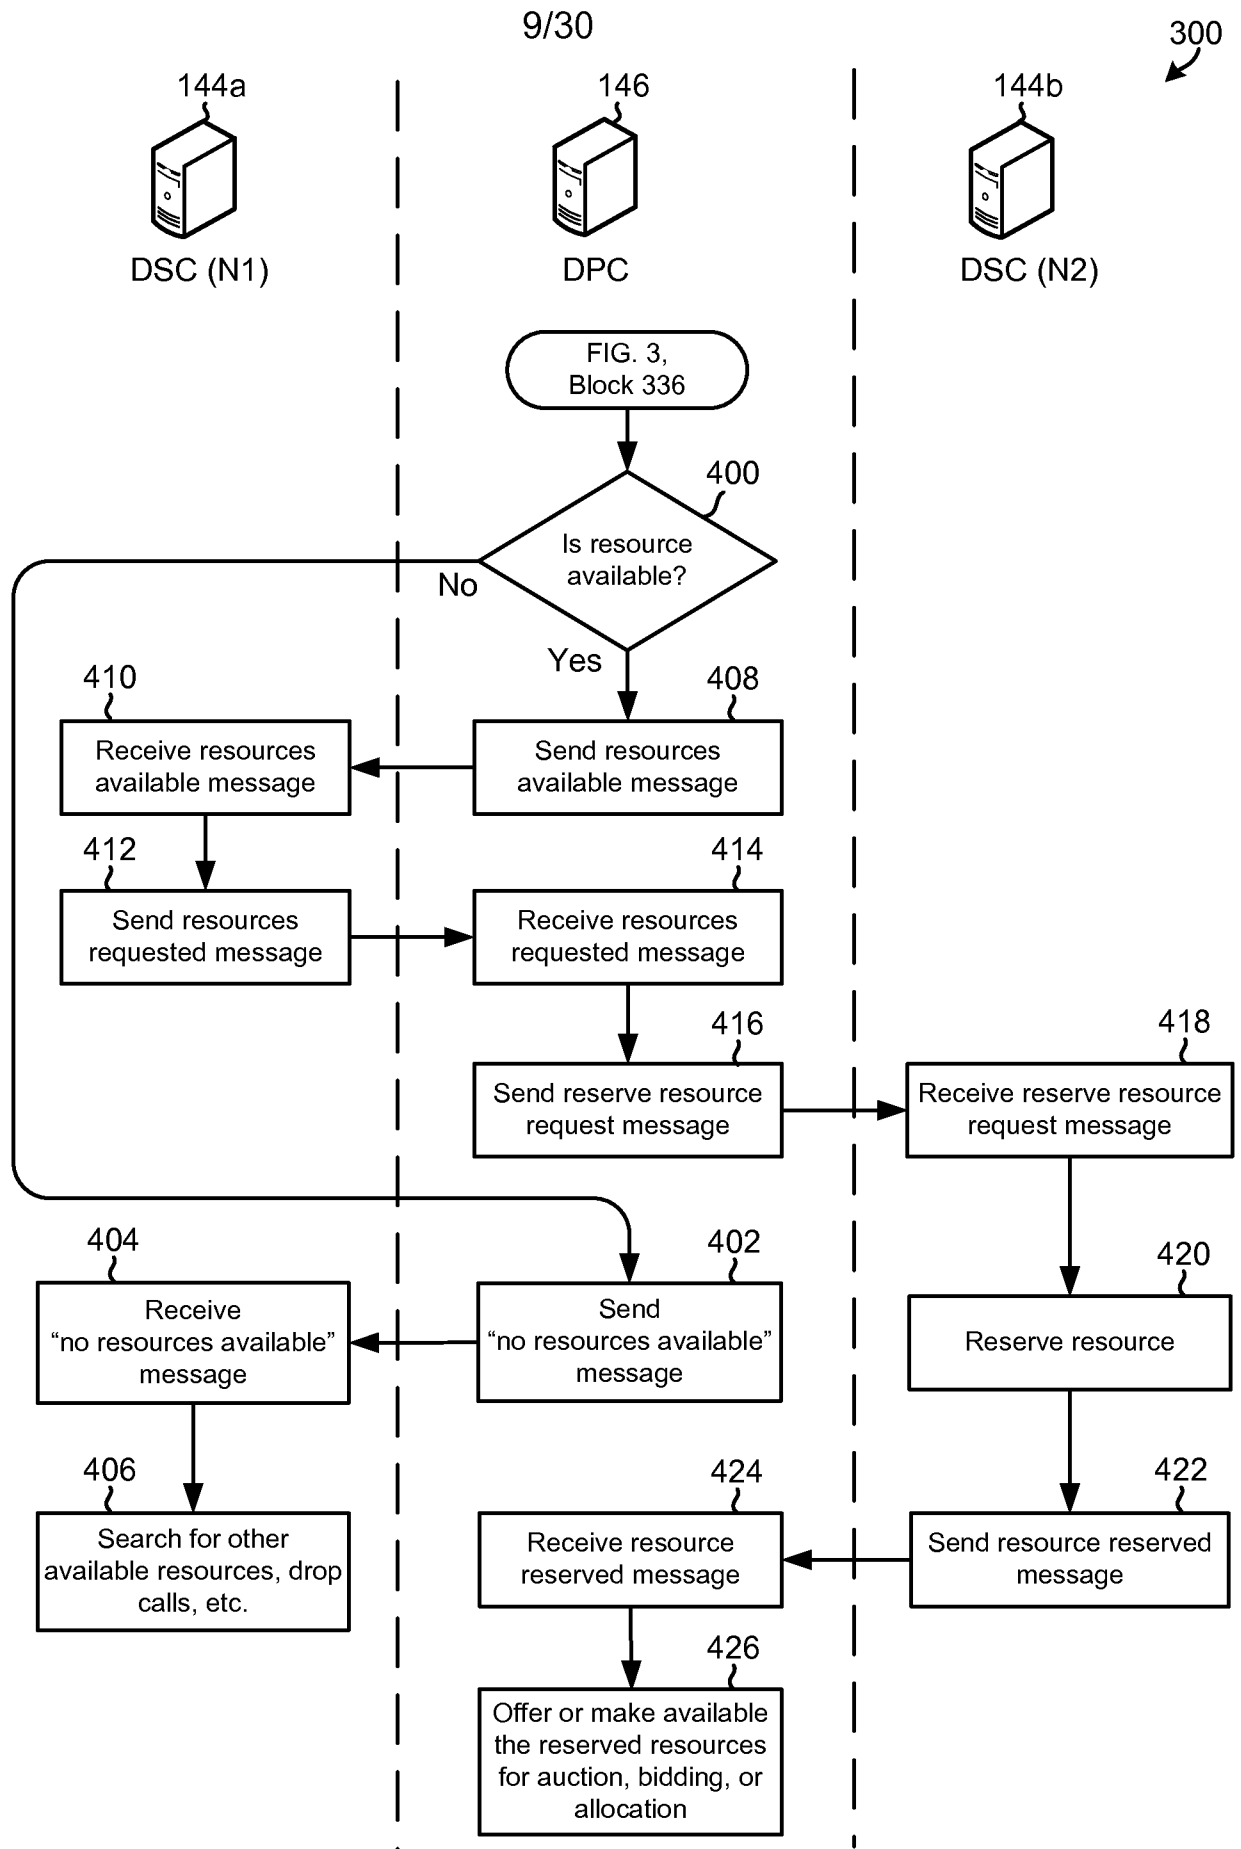 9/30
300
144a
146
144b
DSC (N1)
DPC
DSC (N2)
FIG. 3,
Block 336
400
Is resource
available?
No
Yes
410
408
Receive resources
available message
Send resources
available message
412
414
Send resources
requested message
Receive resources
requested message
416
418
Send reserve resource
request message
Receive reserve resource
request message
404
402
420
Receive
“no resources available”
message
Send
“no resources available”
message
Reserve resource
406
424
422
Search for other
available resources, drop
calls, etc.
Receive resource
reserved message
Send resource reserved
message
426
Offer or make available
the reserved resources
for auction, bidding, or
allocation